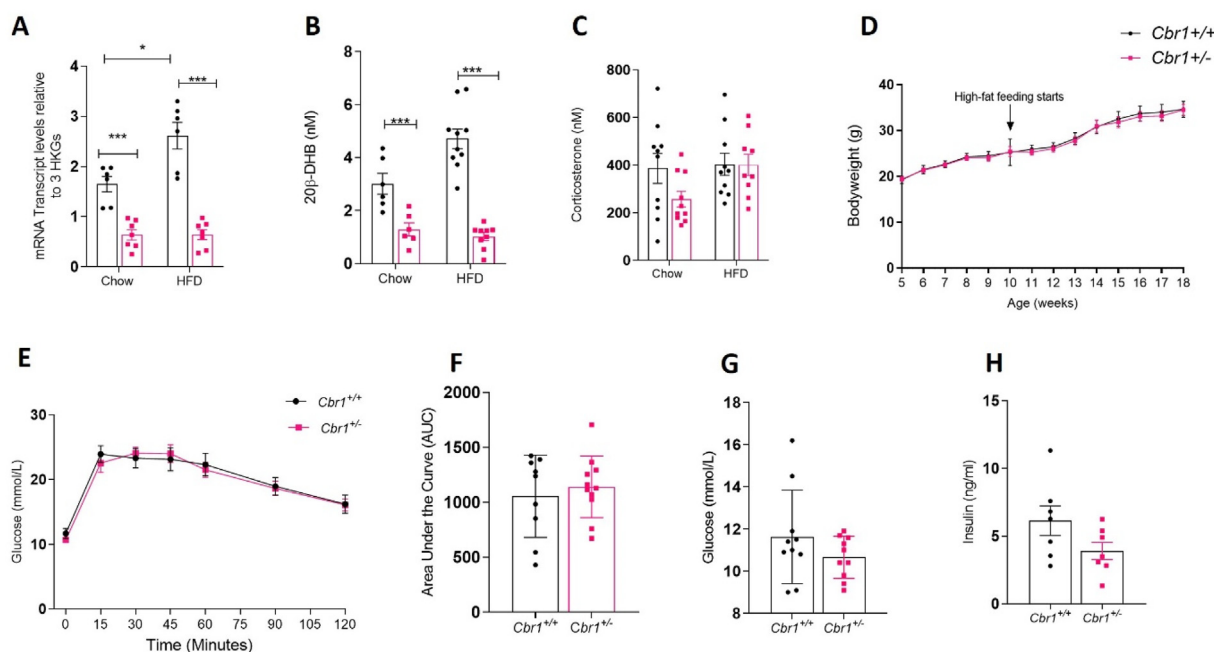 A
mRNA Transcript levels relative
to 3 HKGs
4
3
2
1
0
*
***
***
Chow
HFD
B
20β-DHB (nM)
8
6
4
2
0
***
***
Chow
HFD
C
Corticosterone (nM)
800
600
400
200
0
Chow
HFD
D
Cbr1+/+
Cbr1+/-
High-fat feeding starts
Bodyweight (g)
40
30
20
10
0
5 6 7 8 9 10 11 12 13 14 15 16 17 18
Age (weeks)
E
Cbr1+/+
Cbr1+/-
Glucose (mmol/L)
30
20
10
0
0 15 30 45 60 75 90 105 120
Time (Minutes)
F
Area Under the Curve (AUC)
2000
1500
1000
500
0
Cbr1+/+
Cbr1+/-
G
Glucose (mmol/L)
18
16
14
12
10
8
Cbr1+/+
Cbr1+/-
H
Insulin (ng/ml)
15
10
5
0
Cbr1+/+
Cbr1+/-